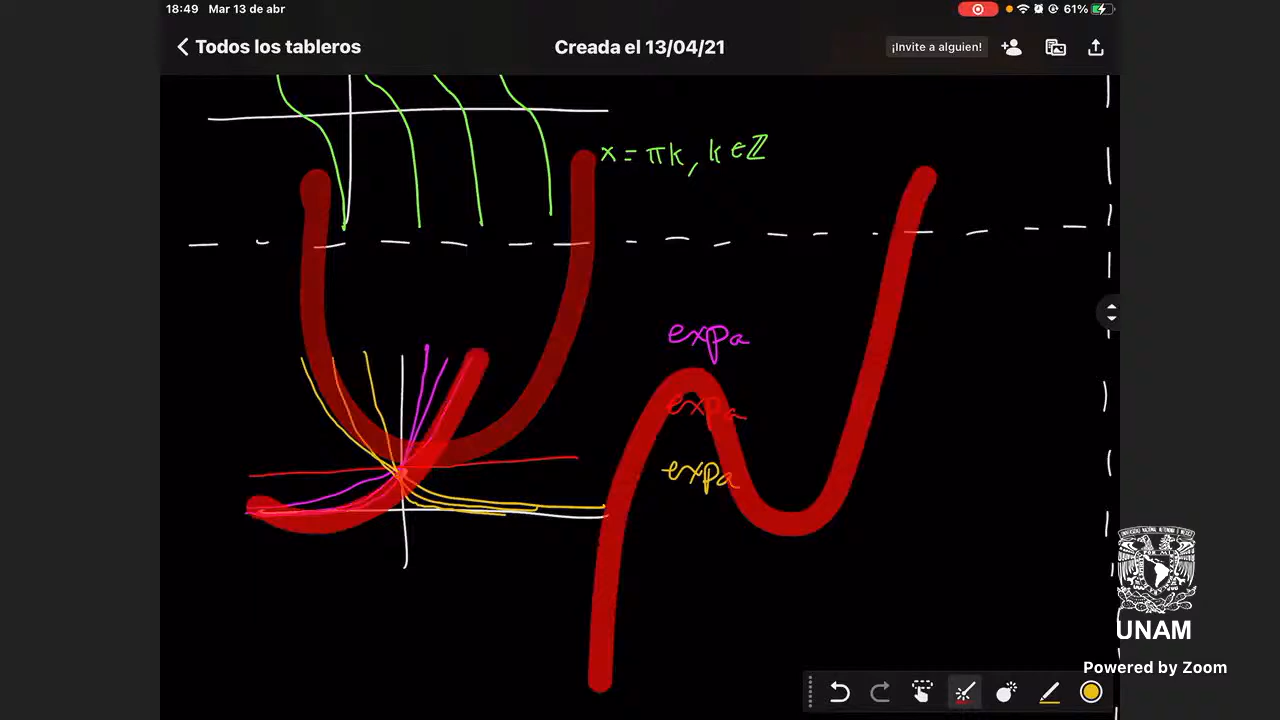 18:49 Mar 13 de abr 61%
Todos los tableros Creada el 13/04/21 ¡Invite a alguien!
x = πk, k∈ℤ
expa
expa
expa
UNAM
Powered by Zoom